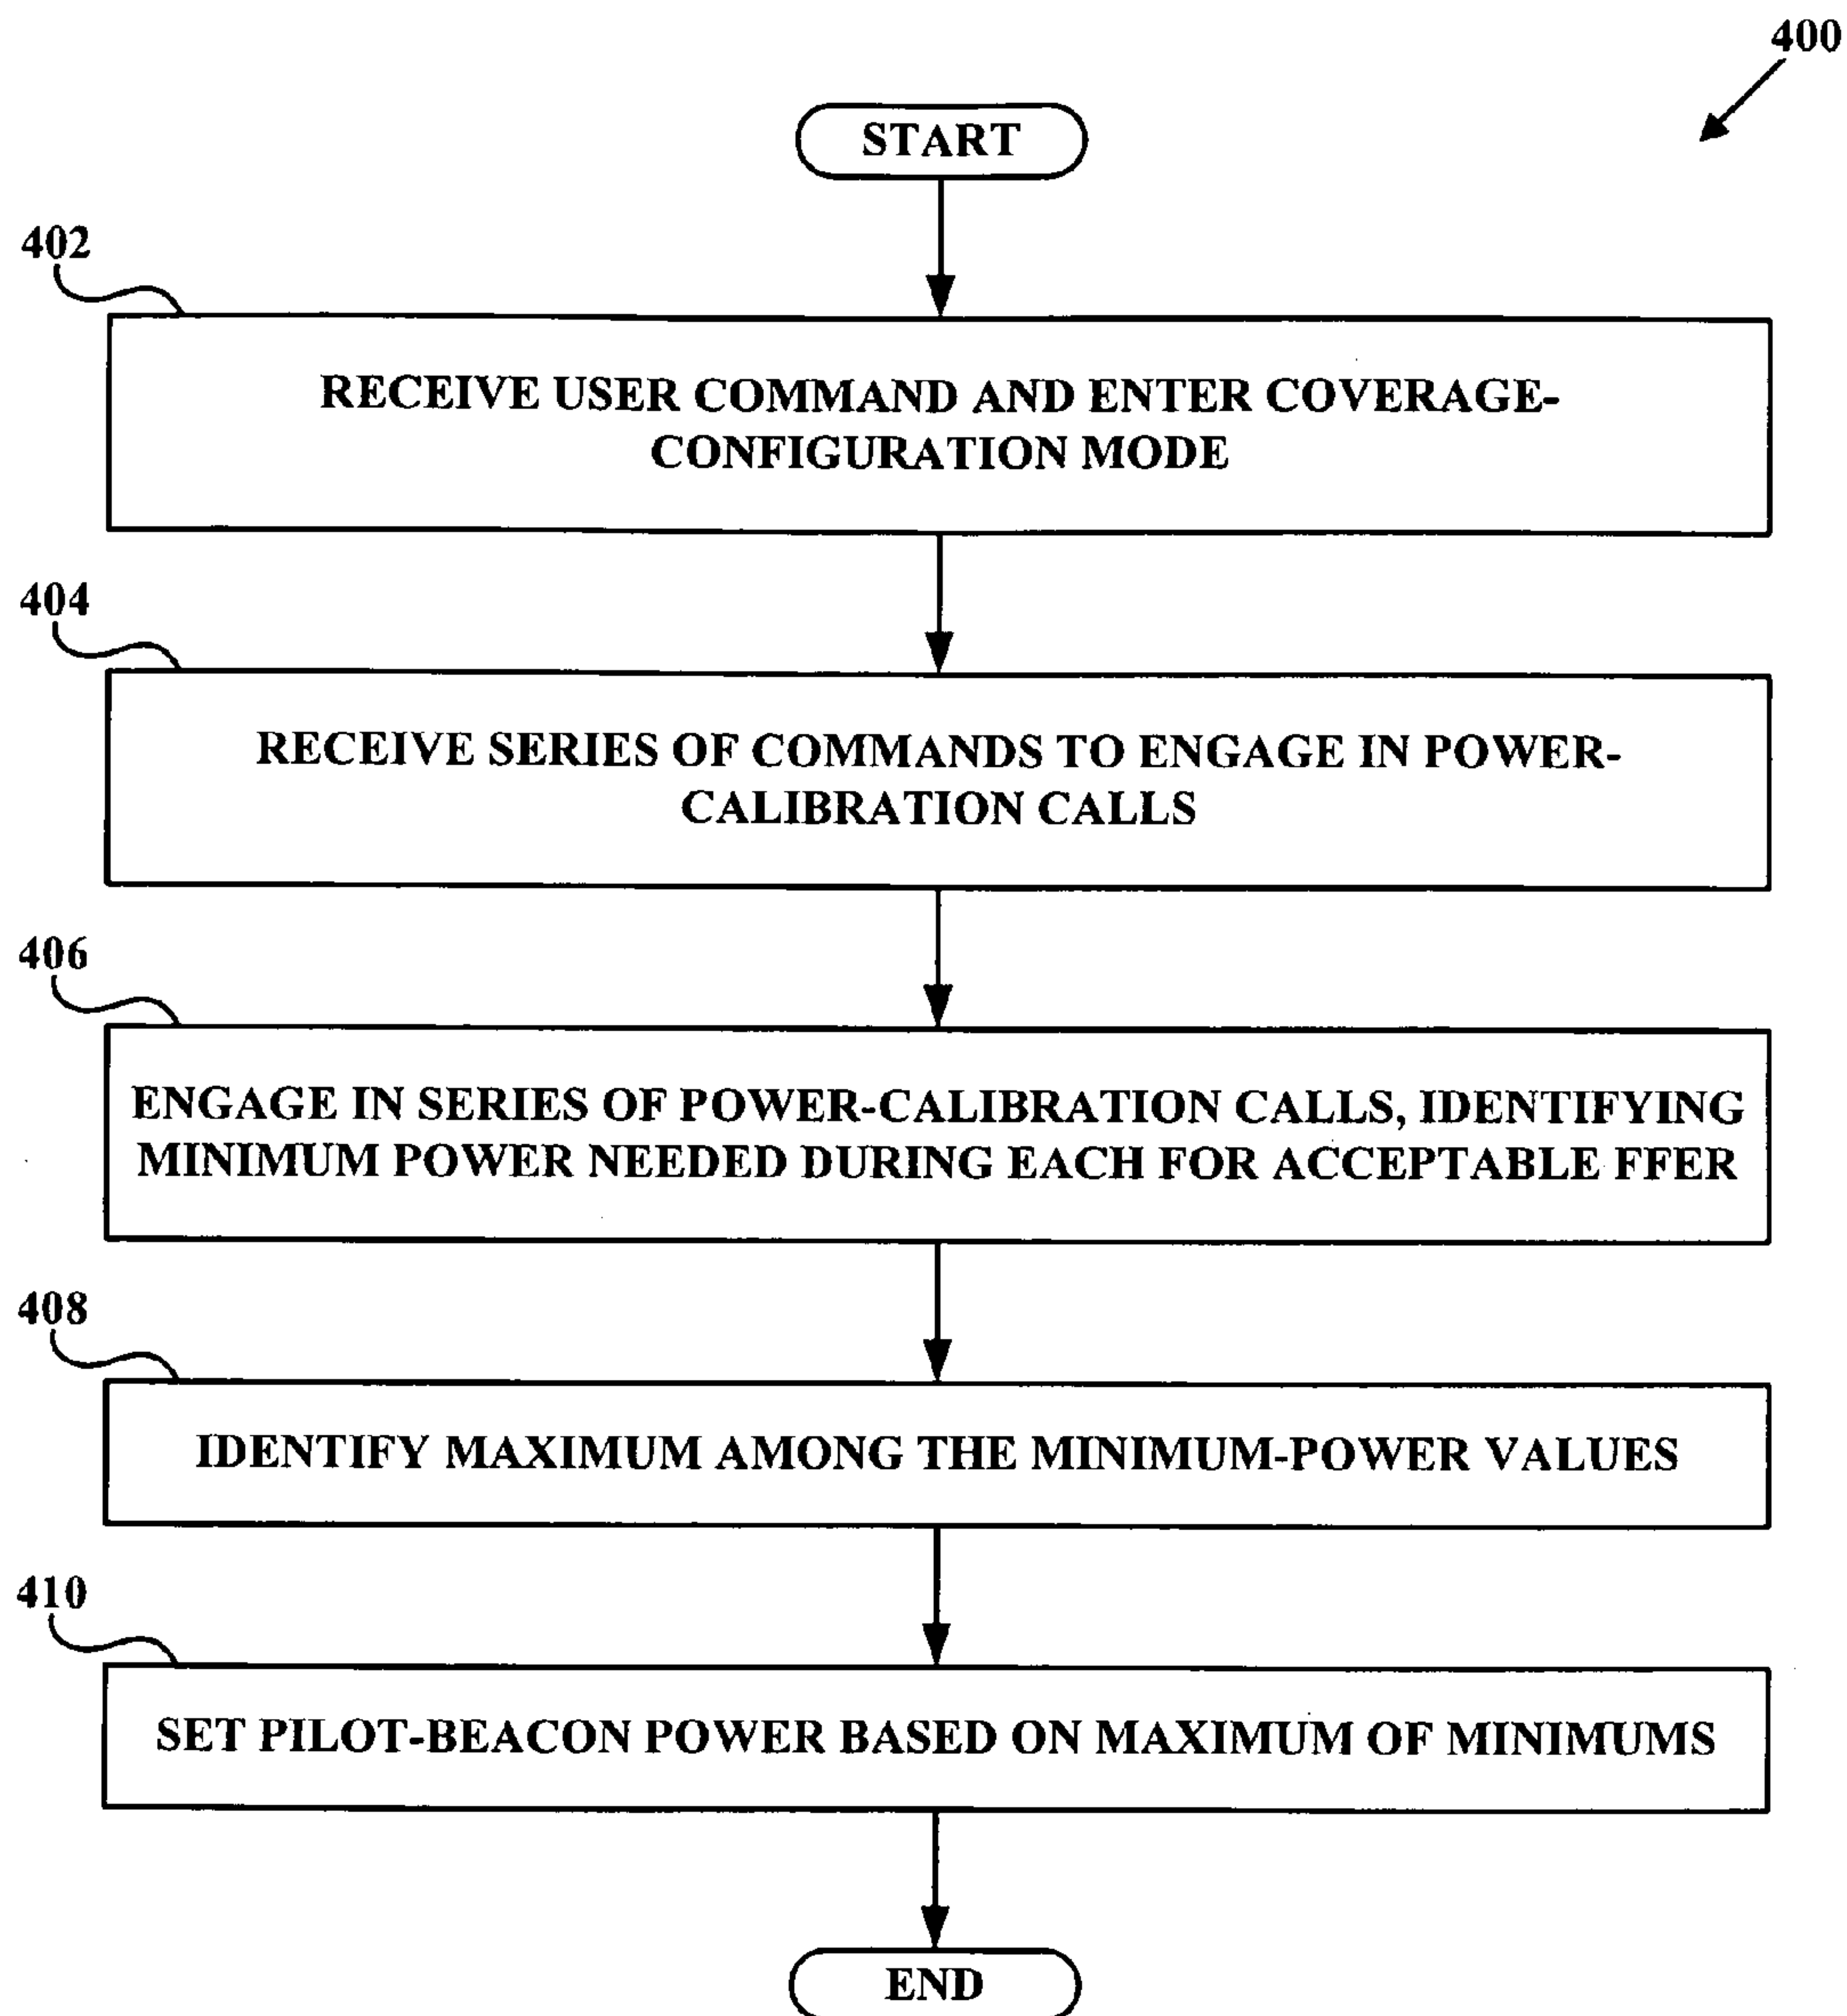 400
START
402
RECEIVE USER COMMAND AND ENTER COVERAGE-
CONFIGURATION MODE
404
RECEIVE SERIES OF COMMANDS TO ENGAGE IN POWER-
CALIBRATION CALLS
406
ENGAGE IN SERIES OF POWER-CALIBRATION CALLS, IDENTIFYING
MINIMUM POWER NEEDED DURING EACH FOR ACCEPTABLE FFER
408
IDENTIFY MAXIMUM AMONG THE MINIMUM-POWER VALUES
410
SET PILOT-BEACON POWER BASED ON MAXIMUM OF MINIMUMS
END